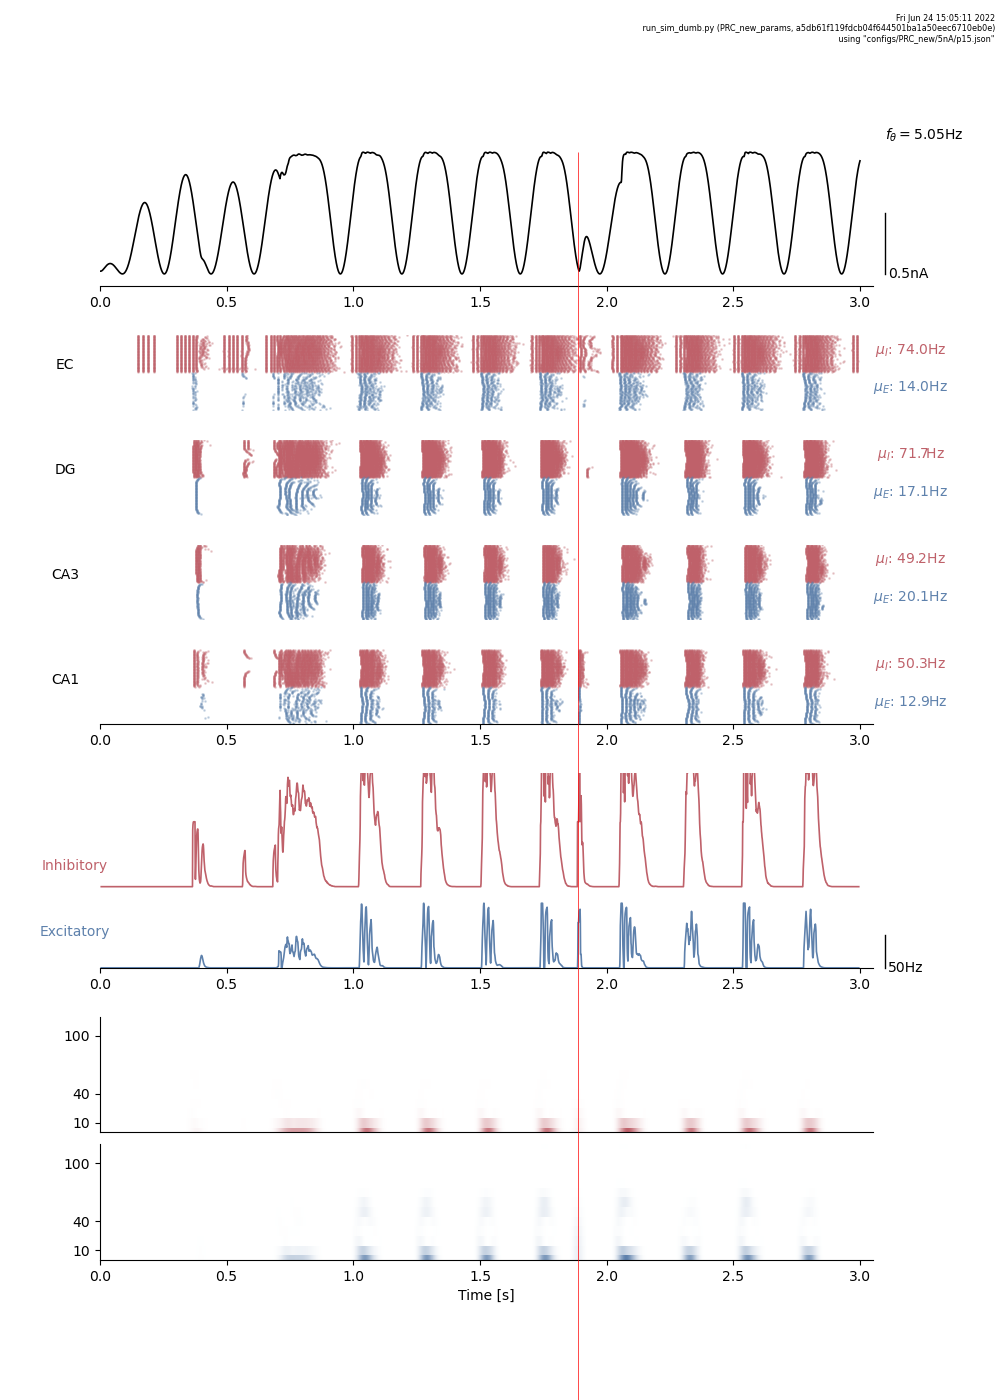 Fri Jun 24 15:05:11 2022
run_sim_dumb.py (PRC_new_params, a5db61f119fdcb04f644501ba1a50eec6710eb0e)
using "configs/PRC_new/5nA/p15.json"
fθ = 5.05Hz
0.5nA
0.0 0.5 1.0 1.5 2.0 2.5 3.0
EC
μI: 74.0Hz
μE: 14.0Hz
DG
μI: 71.7Hz
μE: 17.1Hz
CA3
μI: 49.2Hz
μE: 20.1Hz
CA1
μI: 50.3Hz
μE: 12.9Hz
0.0 0.5 1.0 1.5 2.0 2.5 3.0
Inhibitory
Excitatory
50Hz
0.0 0.5 1.0 1.5 2.0 2.5 3.0
100
40
10
100
40
10
0.0 0.5 1.0 1.5 2.0 2.5 3.0
Time [s]